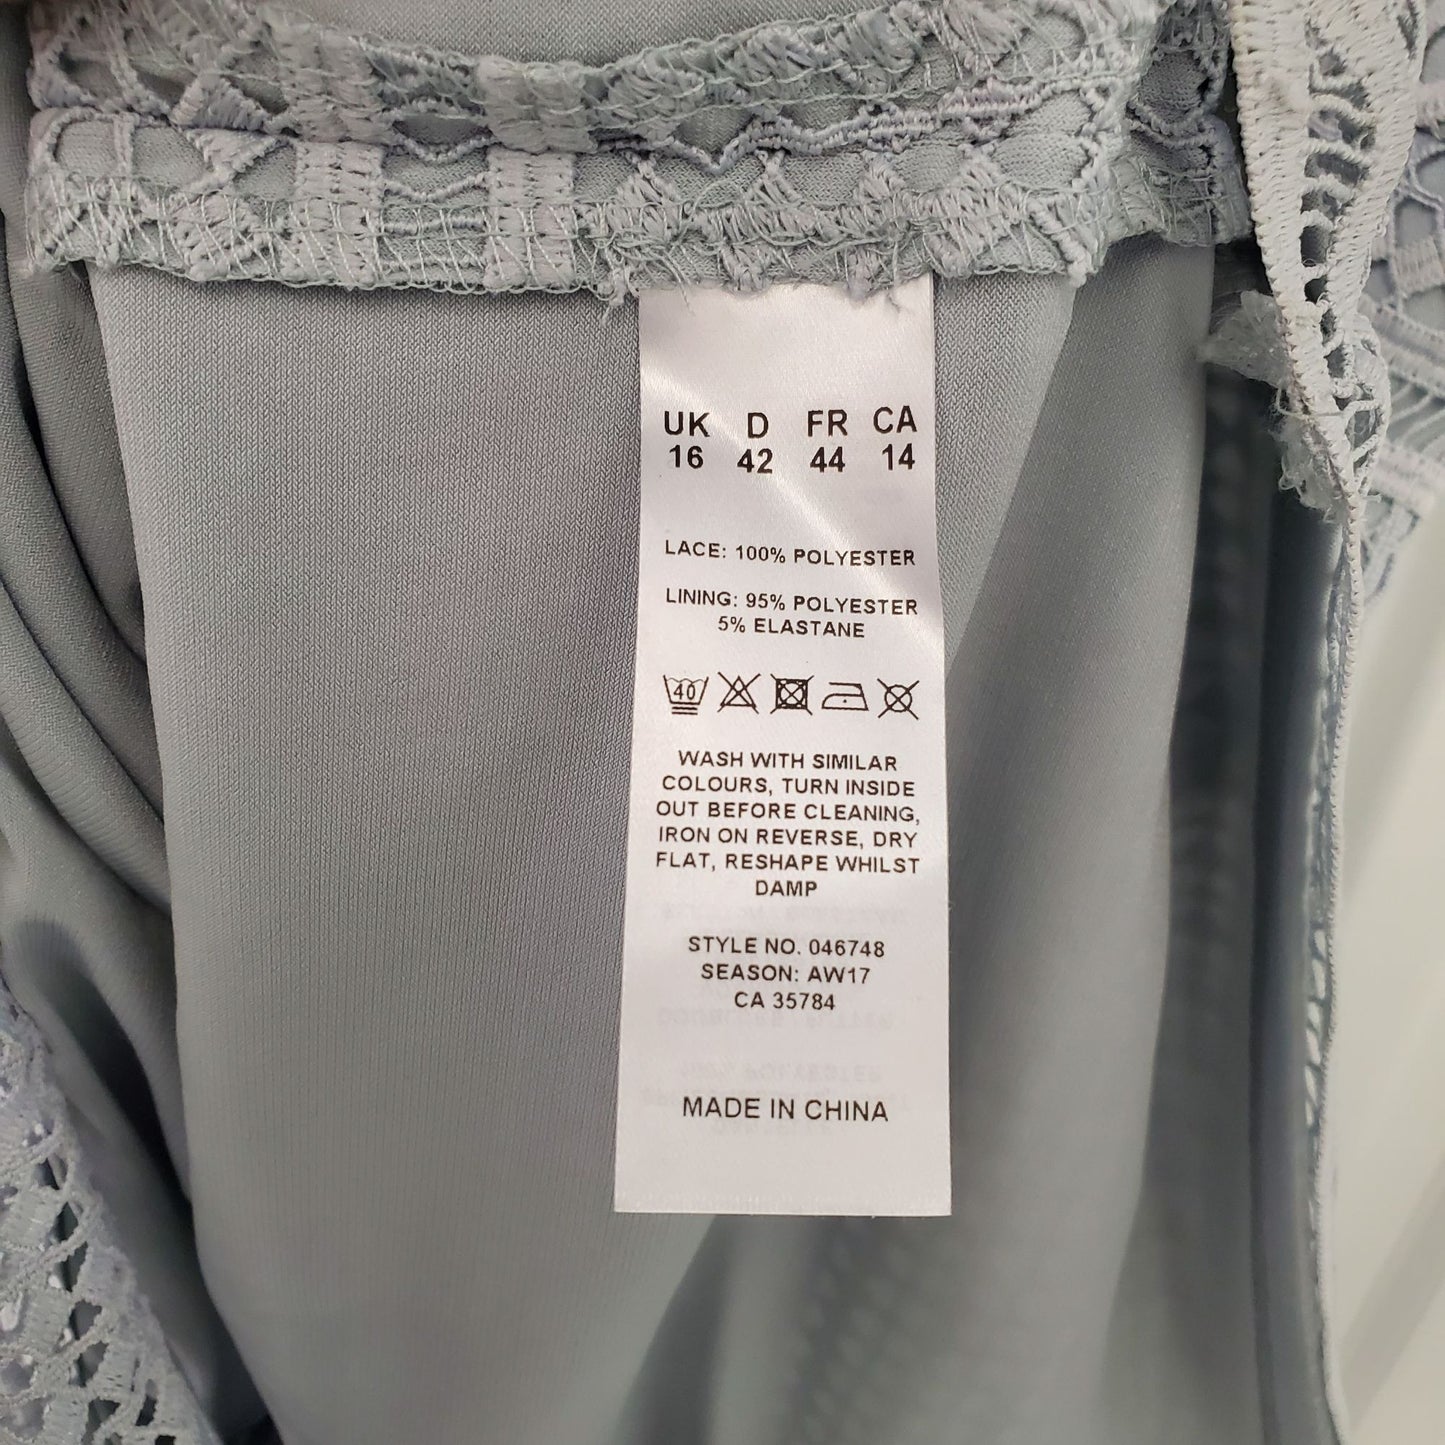 UK D FR CA
16 42 44 14
LACE: 100% POLYESTER
LINING: 95% POLYESTER
5% ELASTANE
40
WASH WITH SIMILAR
COLOURS, TURN INSIDE
OUT BEFORE CLEANING,
IRON ON REVERSE, DRY
FLAT, RESHAPE WHILST
DAMP
STYLE NO. 046748
SEASON: AW17
CA 35784
MADE IN CHINA